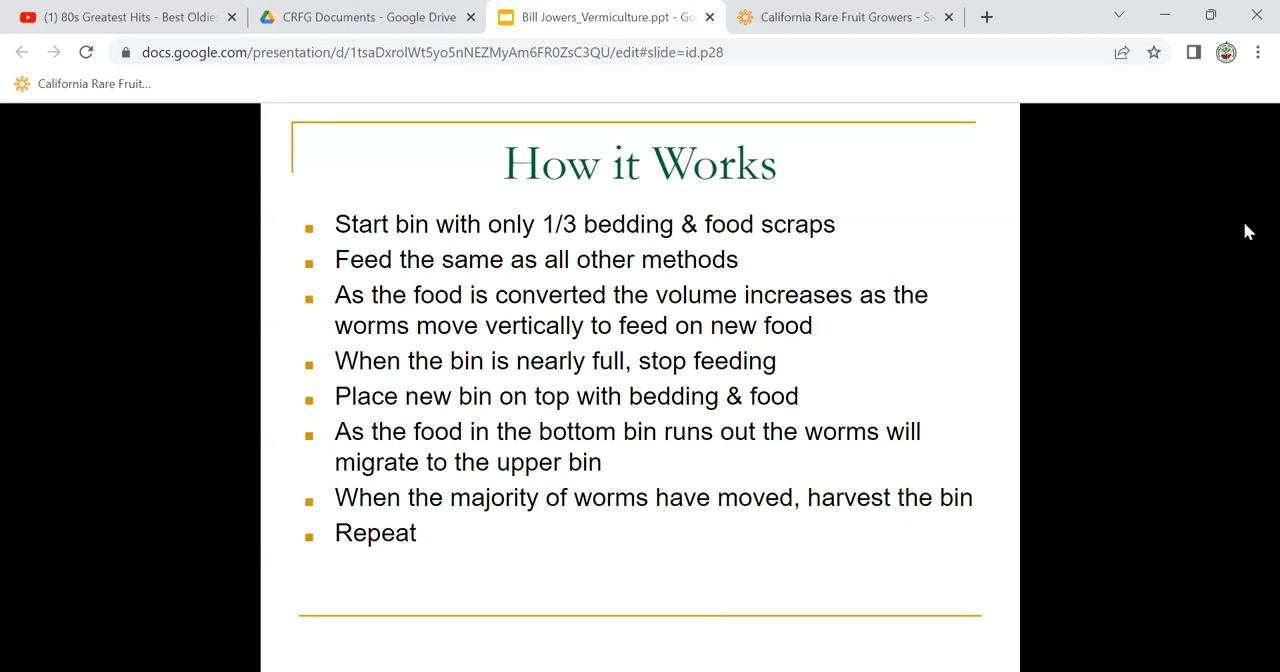 (1) 80s Greatest Hits - Best Oldies
CRFG Documents - Google Drive
Bill Jowers_Vermiculture.ppt - Go
California Rare Fruit Growers - Sa
docs.google.com/presentation/d/1tsaDxrolWt5yo5nNEZMyAm6FR0ZsC3QU/edit#slide=id.p28
California Rare Fruit...
How it Works
Start bin with only 1/3 bedding & food scraps
Feed the same as all other methods
As the food is converted the volume increases as the
worms move vertically to feed on new food
When the bin is nearly full, stop feeding
Place new bin on top with bedding & food
As the food in the bottom bin runs out the worms will
migrate to the upper bin
When the majority of worms have moved, harvest the bin
Repeat